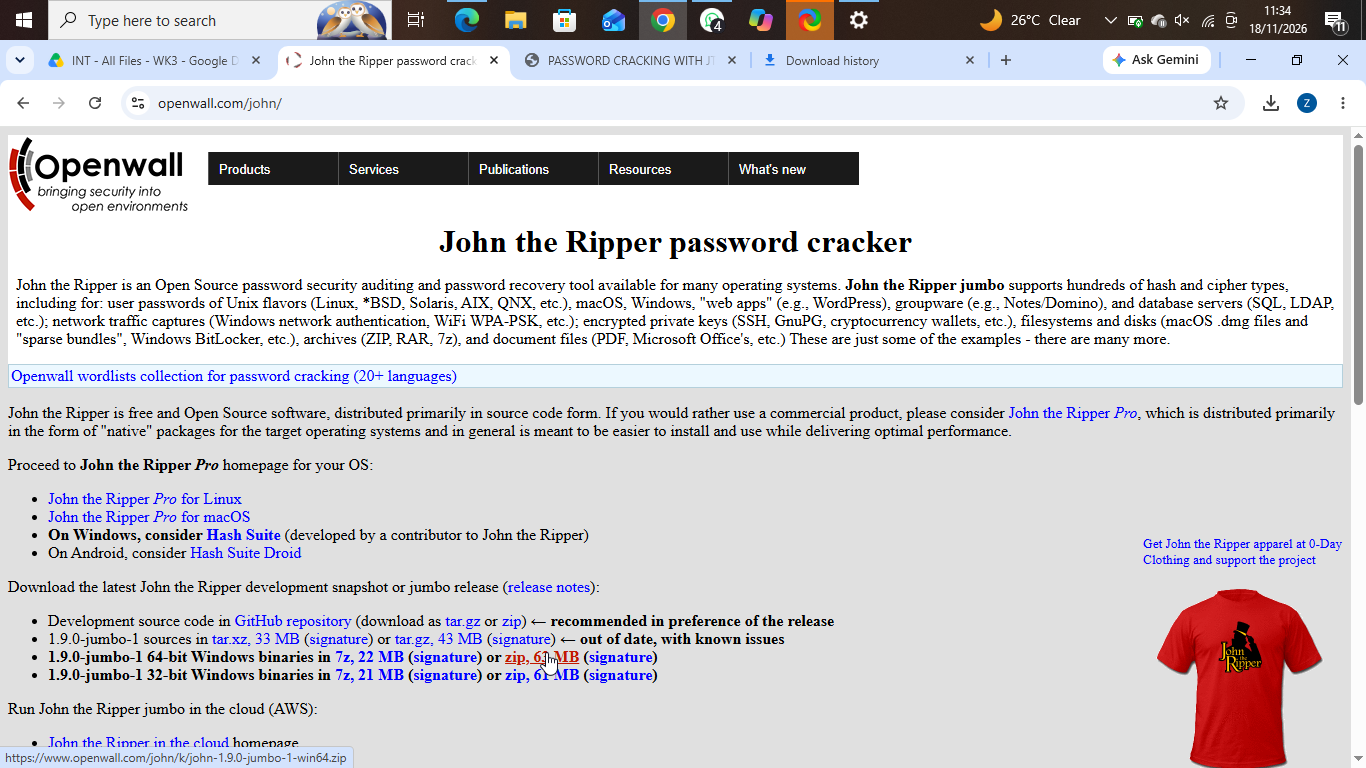 Type here to search
4
26°C Clear
11:34
18/11/2026
11
INT - All Files - WK3 - Google D
John the Ripper password crack
PASSWORD CRACKING WITH JT
Download history
Ask Gemini
openwall.com/john/
Z
Openwall
bringing security into
open environments
Products
Services
Publications
Resources
What's new
John the Ripper password cracker
John the Ripper is an Open Source password security auditing and password recovery tool available for many operating systems. John the Ripper jumbo supports hundreds of hash and cipher types,
including for: user passwords of Unix flavors (Linux, *BSD, Solaris, AIX, QNX, etc.), macOS, Windows, "web apps" (e.g., WordPress), groupware (e.g., Notes/Domino), and database servers (SQL, LDAP,
etc.); network traffic captures (Windows network authentication, WiFi WPA-PSK, etc.); encrypted private keys (SSH, GnuPG, cryptocurrency wallets, etc.), filesystems and disks (macOS .dmg files and
"sparse bundles", Windows BitLocker, etc.), archives (ZIP, RAR, 7z), and document files (PDF, Microsoft Office's, etc.) These are just some of the examples - there are many more.
Openwall wordlists collection for password cracking (20+ languages)
John the Ripper is free and Open Source software, distributed primarily in source code form. If you would rather use a commercial product, please consider John the Ripper Pro, which is distributed primarily
in the form of "native" packages for the target operating systems and in general is meant to be easier to install and use while delivering optimal performance.
Proceed to John the Ripper Pro homepage for your OS:
• John the Ripper Pro for Linux
• John the Ripper Pro for macOS
• On Windows, consider Hash Suite (developed by a contributor to John the Ripper)
• On Android, consider Hash Suite Droid
Get John the Ripper apparel at 0-Day
Clothing and support the project
Download the latest John the Ripper development snapshot or jumbo release (release notes):
• Development source code in GitHub repository (download as tar.gz or zip) ← recommended in preference of the release
• 1.9.0-jumbo-1 sources in tar.xz, 33 MB (signature) or tar.gz, 43 MB (signature) ← out of date, with known issues
• 1.9.0-jumbo-1 64-bit Windows binaries in 7z, 22 MB (signature) or zip, MB (signature)
• 1.9.0-jumbo-1 32-bit Windows binaries in 7z, 21 MB (signature) or zip, 61 MB (signature)
John
the
Ripper
Run John the Ripper jumbo in the cloud (AWS):
• John the Ripper in the cloud homepage
https://www.openwall.com/john/k/john-1.9.0-jumbo-1-win64.zip